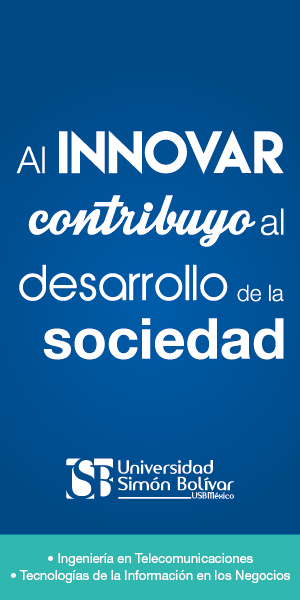 Al INNOVAR
contribuyo al
desarrollo de la
sociedad
USB Universidad
Simón Bolívar
USBMéxico
• Ingeniería en Telecomunicaciones
• Tecnologías de la Información en los Negocios